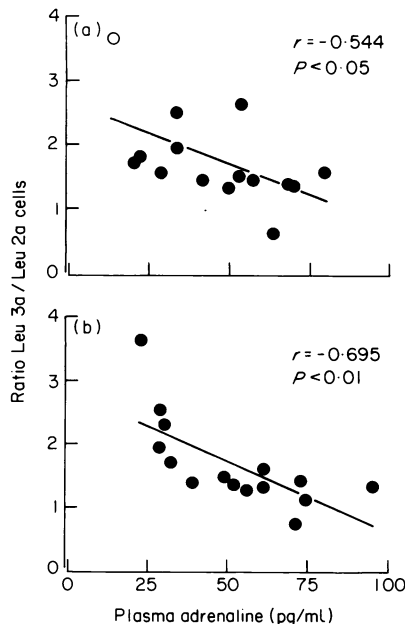 4
(a)
r=-0·544
P<0·05
3
2
1
0
Ratio Leu 3a / Leu 2a cells
4
(b)
r=-0·695
P<0·01
3
2
1
0
0 25 50 75 100
Plasma adrenaline (pg/ml)